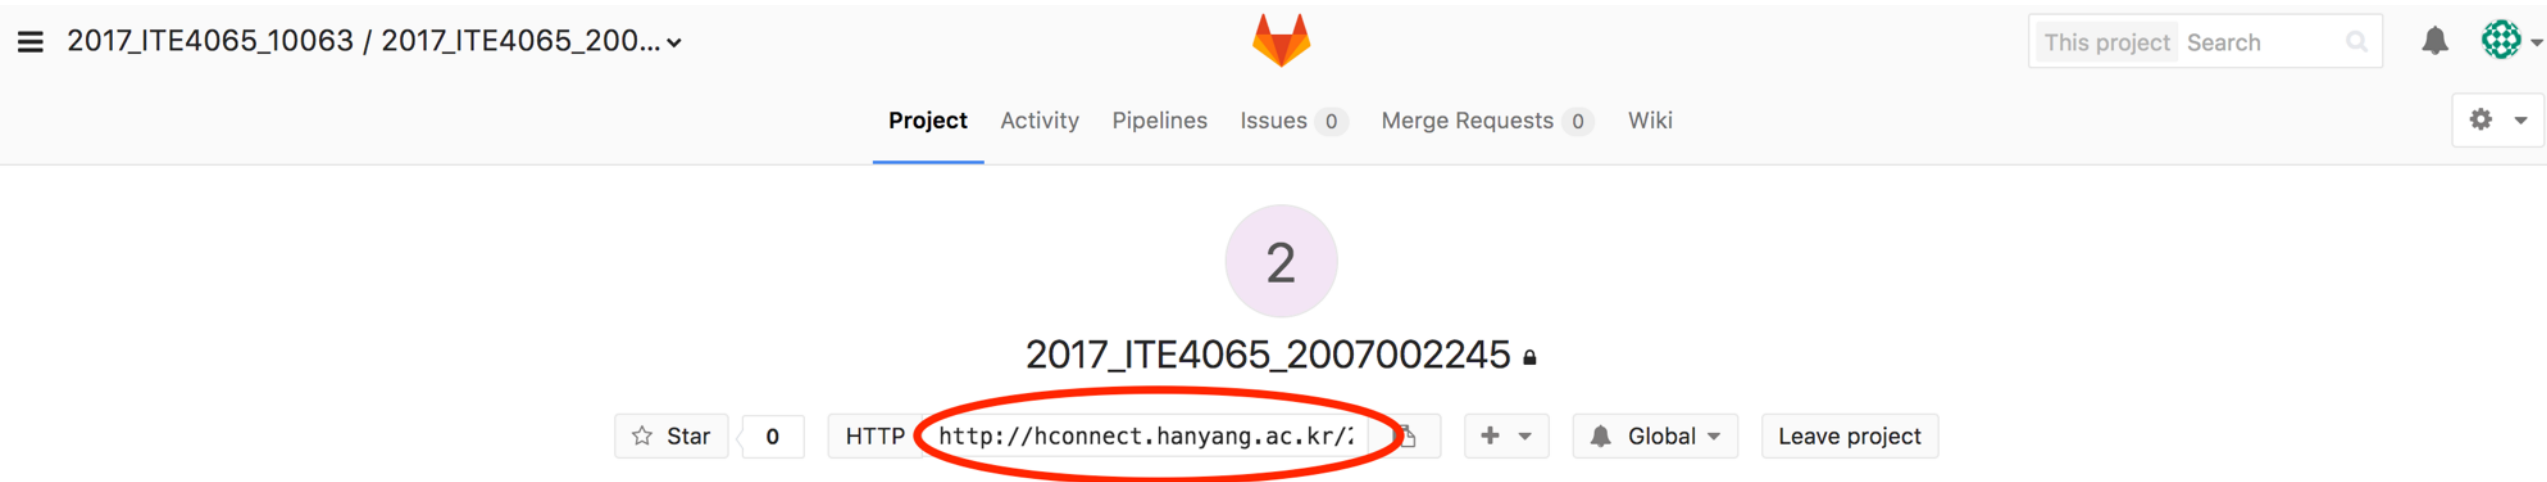 2017_ITE4065_10063 / 2017_ITE4065_200...
This project Search
Project Activity Pipelines Issues 0 Merge Requests 0 Wiki
2
2017_ITE4065_2007002245
Star 0 HTTP http://hconnect.hanyang.ac.kr/ Global Leave project